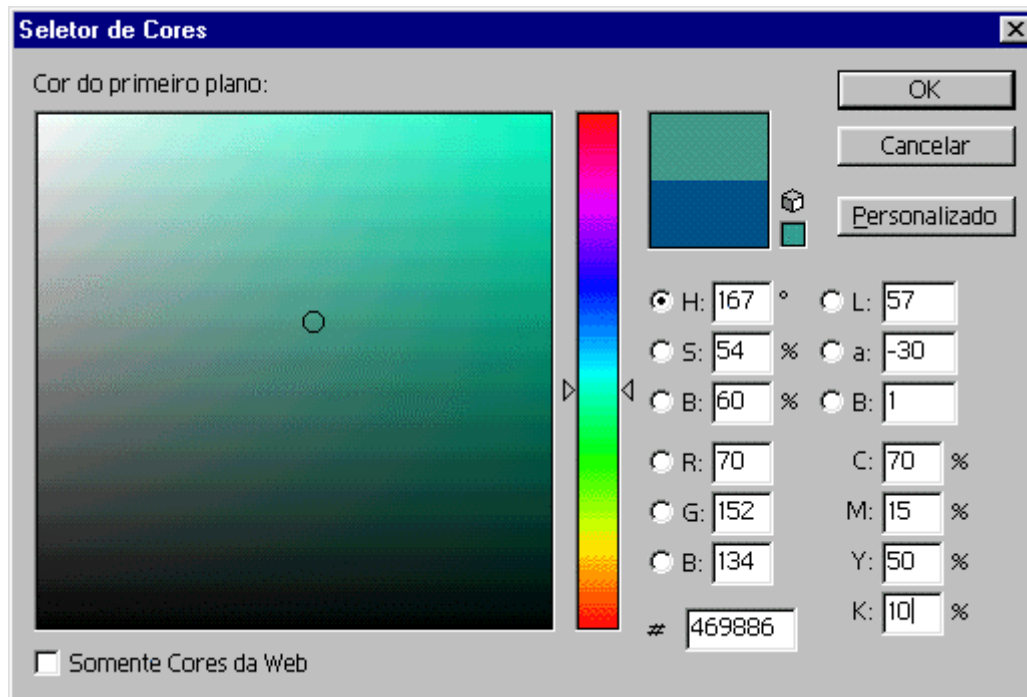 Seletor de Cores
Cor do primeiro plano:
OK
Cancelar
Personalizado
H: 167 ° L: 57
S: 54 % a: -30
B: 60 % B: 1
R: 70 C: 70 %
G: 152 M: 15 %
B: 134 Y: 50 %
# 469886 K: 10 %
Somente Cores da Web